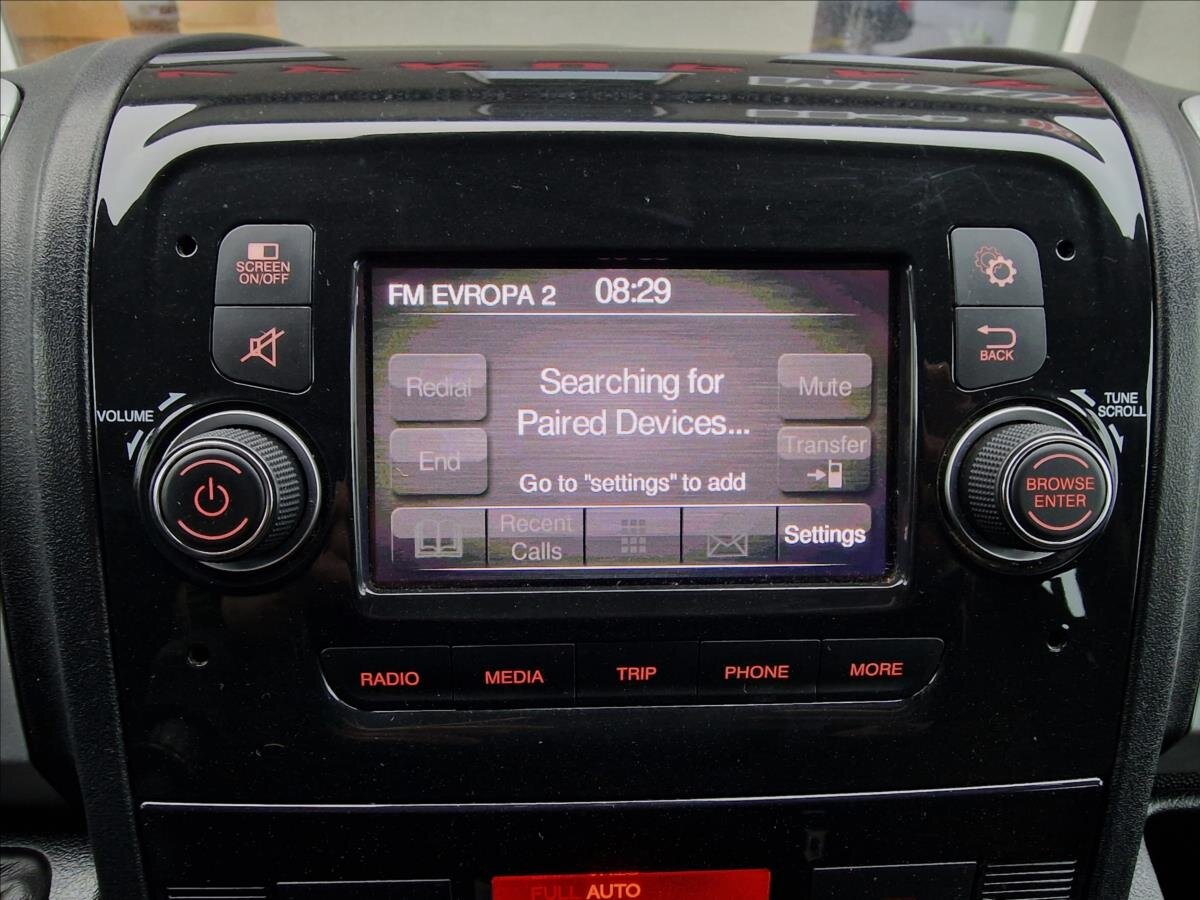 SCREEN
ON/OFF
FM EVROPA 2 08:29
BACK
VOLUME
TUNE
SCROLL
Redial
Searching for
Paired Devices...
Mute
End
Go to "settings" to add
Transfer
BROWSE
ENTER
Recent
Calls
Settings
RADIO
MEDIA
TRIP
PHONE
MORE
FULL AUTO